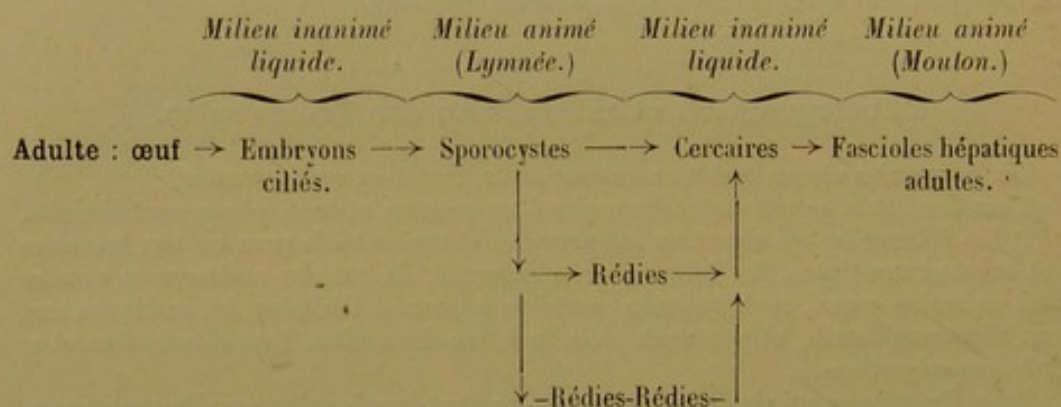 Milieu inanimé Milieu animé Milieu inanimé Milieu animé
liquide. (Lymnée.) liquide. (Mouton.)
Adulte : œuf → Embryons → Sporocystes → Cercaires → Fascioles hépatiques
ciliés. adultes.
→ Rédies →
–Rédies-Rédies–